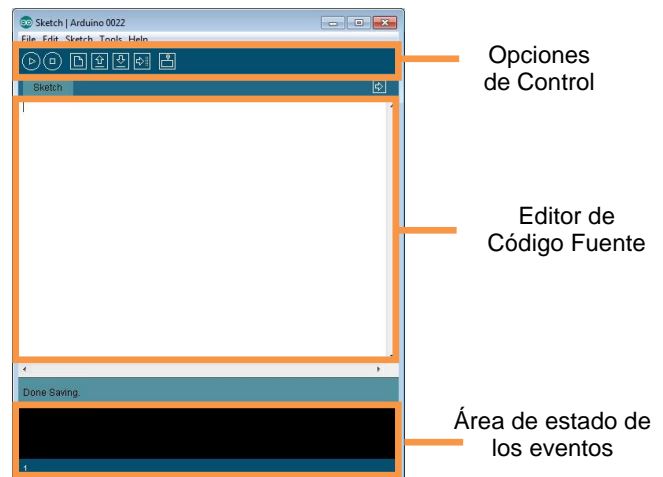 Sketch | Arduino 0022
File Edit Sketch Tools Help
Opciones
de Control
Sketch
Editor de
Código Fuente
Done Saving.
Área de estado de
los eventos
1